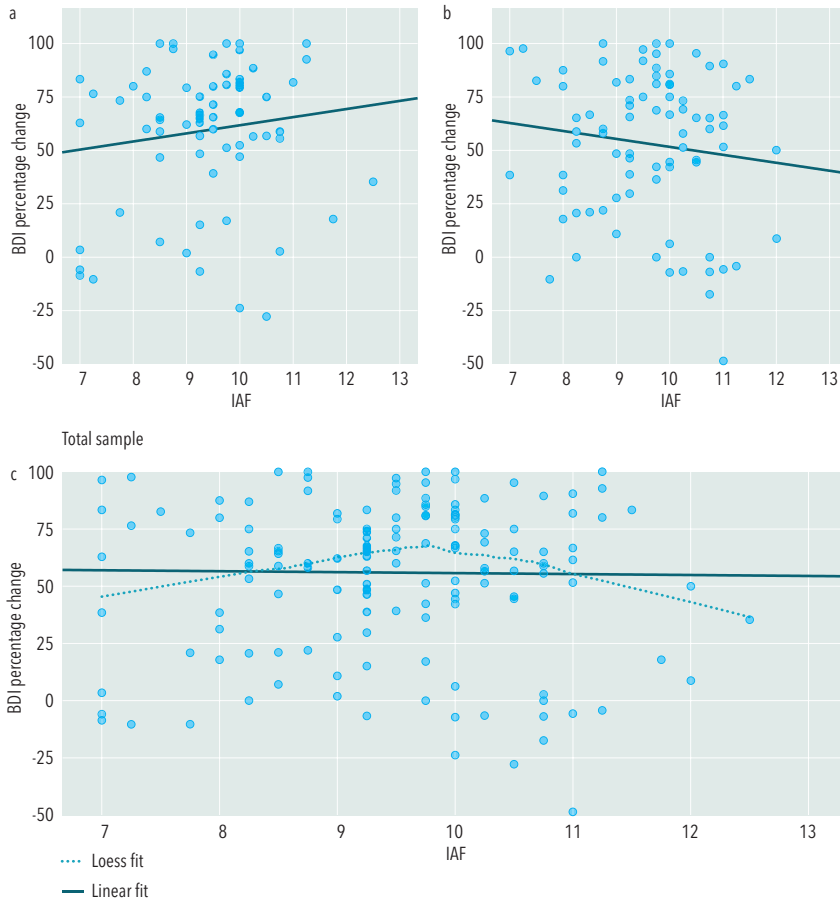 a
100
75
50
25
0
-25
-50
BDI percentage change
7 8 9 10 11 12 13
IAF
b
100
75
50
25
0
-25
-50
BDI percentage change
7 8 9 10 11 12 13
IAF
Total sample
c
100
75
50
25
0
-25
-50
BDI percentage change
7 8 9 10 11 12 13
IAF
Loess fit
Linear fit